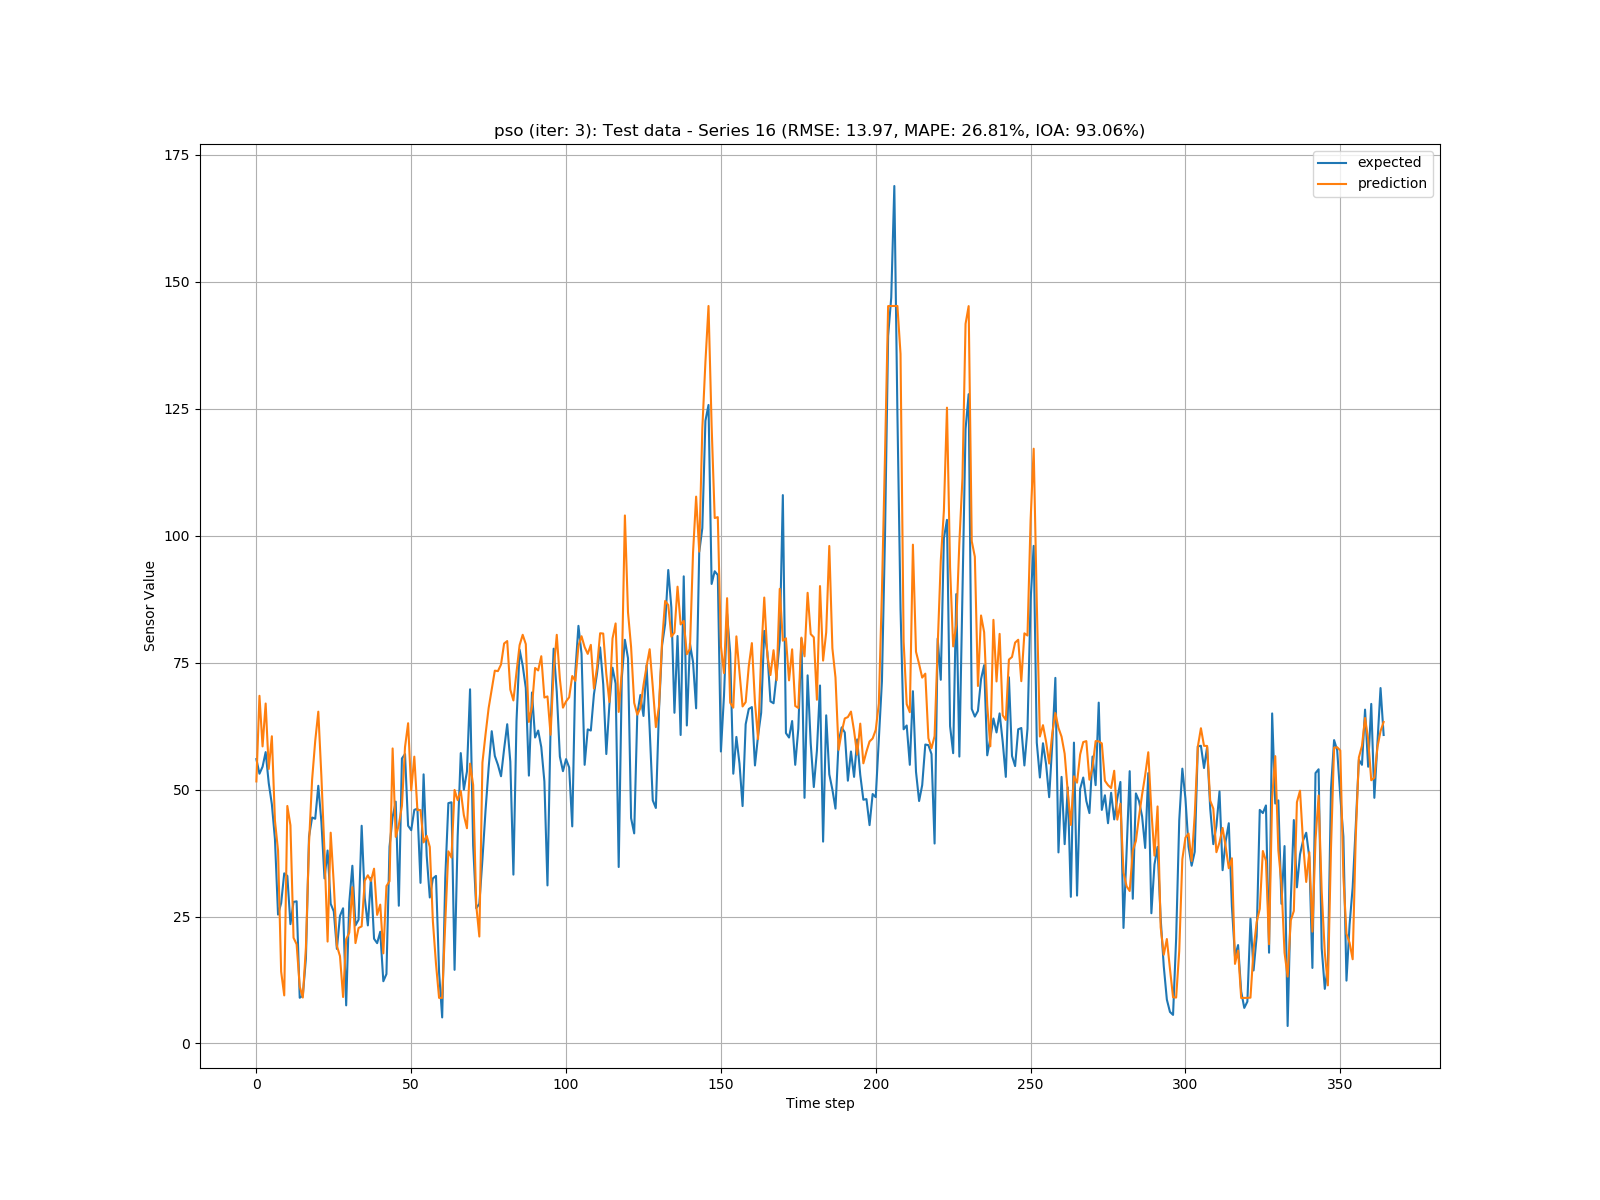 pso (iter: 3): Test data - Series 16 (RMSE: 13.97, MAPE: 26.81%, IOA: 93.06%)
expected
prediction
175
150
125
100
75
50
25
0
Sensor Value
0 50 100 150 200 250 300 350
Time step